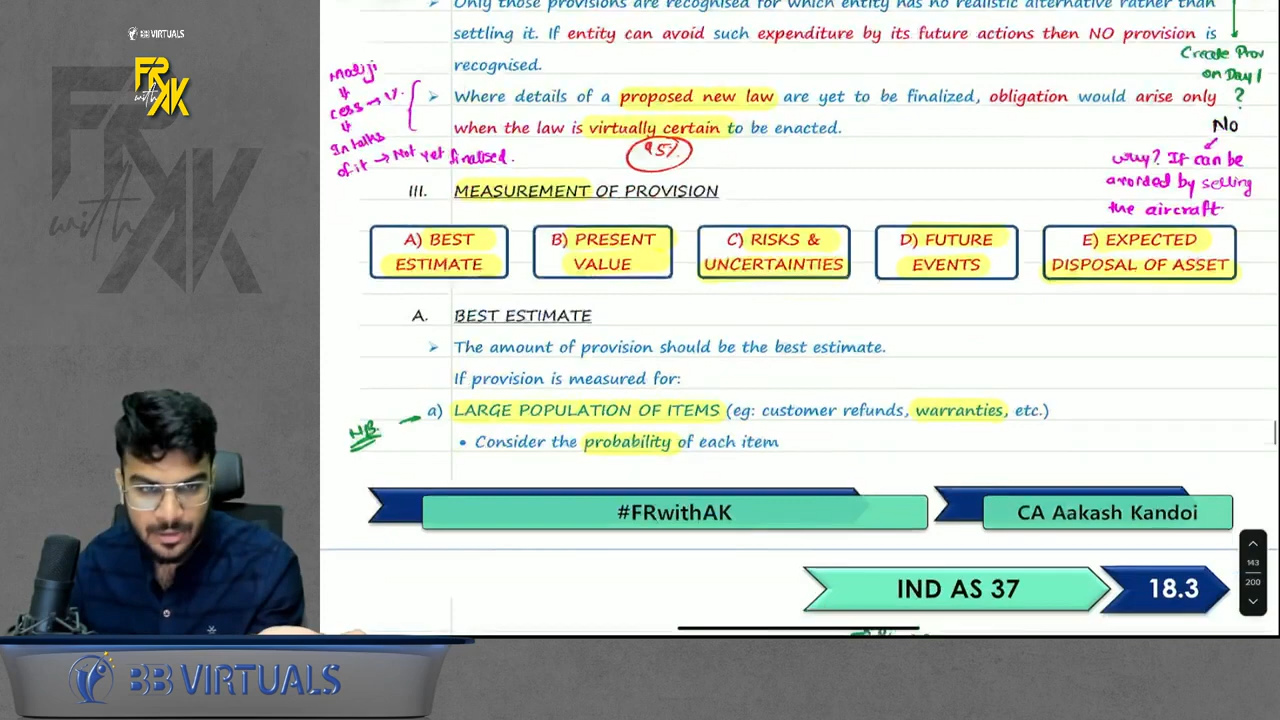 BB VIRTUALS
FR
with AK
Only those provisions are recognised for which entity has no realistic alternative rather than
settling it. If entity can avoid such expenditure by its future actions then NO provision is
recognised.
Create Prov
on Day 1
?
No
why? It can be
avoided by selling
the aircraft.
Modiji
cess → 1%.
In talks
of it → Not yet finalised.
➢ Where details of a proposed new law are yet to be finalized, obligation would arise only
when the law is virtually certain to be enacted.
95%
III. MEASUREMENT OF PROVISION
A) BEST ESTIMATE
B) PRESENT VALUE
C) RISKS & UNCERTAINTIES
D) FUTURE EVENTS
E) EXPECTED DISPOSAL OF ASSET
A. BEST ESTIMATE
➢ The amount of provision should be the best estimate.
If provision is measured for:
N.B.
a) LARGE POPULATION OF ITEMS (eg: customer refunds, warranties, etc.)
• Consider the probability of each item
#FRwithAK
CA Aakash Kandoi
IND AS 37
18.3
143
200
BB VIRTUALS